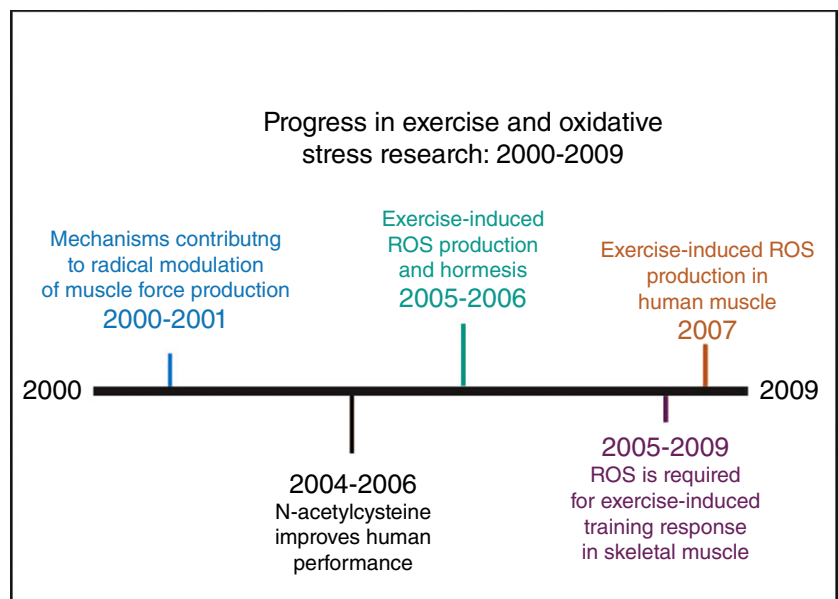 Progress in exercise and oxidative
stress research: 2000-2009
Mechanisms contributng
to radical modulation
of muscle force production
2000-2001
Exercise-induced
ROS production
and hormesis
2005-2006
Exercise-induced ROS
production in
human muscle
2007
2000
2009
2004-2006
N-acetylcysteine
improves human
performance
2005-2009
ROS is required
for exercise-induced
training response
in skeletal muscle